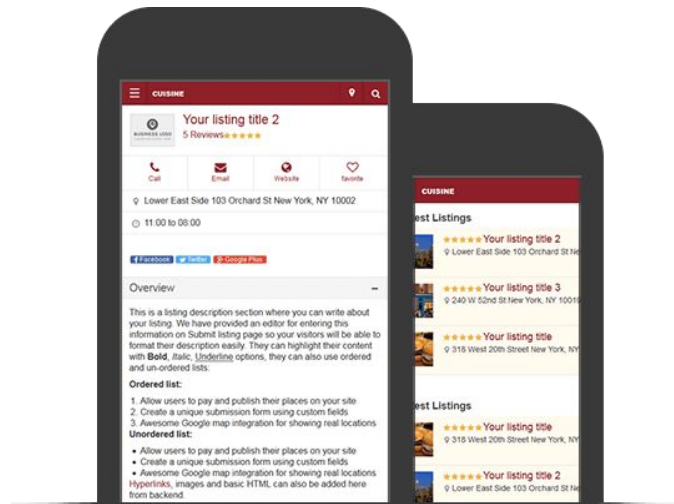 CUISINE
BUSINESS LOGO
Your listing title 2
5 Reviews
Call
Email
Website
favorite
Lower East Side 103 Orchard St New York, NY 10002
11:00 to 08:00
Facebook
Twitter
Google Plus
Overview
This is a listing description section where you can write about
your listing. We have provided an editor for entering this
information on Submit listing page so your visitors will be able to
format their description easily. They can highlight their content
with Bold, Italic, Underline options, they can also use ordered
and un-ordered lists:
Ordered list:
1. Allow users to pay and publish their places on your site
2. Create a unique submission form using custom fields
3. Awesome Google map integration for showing real locations
Unordered list:
• Allow users to pay and publish their places on your site
• Create a unique submission form using custom fields
• Awesome Google map integration for showing real locations
Hyperlinks, images and basic HTML can also be added here
from backend.
CUISINE
est Listings
Your listing title 2
Lower East Side 103 Orchard St Ne
Your listing title 3
240 W 52nd St New York, NY 10019
Your listing title
318 West 20th Street New York, NY
est Listings
Your listing title
318 West 20th Street New York, NY
Your listing title 2
Lower East Side 103 Orchard St Ne